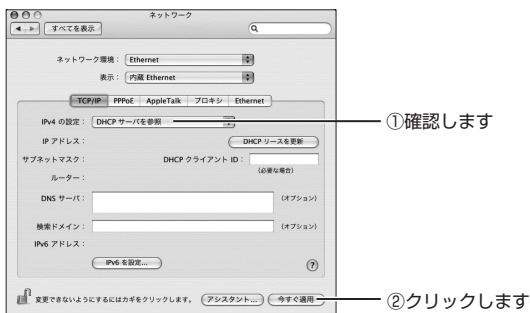 ネットワーク
すべてを表示
ネットワーク環境： Ethernet
表示： 内蔵 Ethernet
TCP/IP PPPoE AppleTalk プロキシ Ethernet
IPv4 の設定： DHCP サーバを参照
①確認します
IP アドレス： DHCP リースを更新
サブネットマスク： DHCP クライアント ID：
(必要な場合)
ルーター：
DNS サーバ： (オプション)
検索ドメイン： (オプション)
IPv6 アドレス：
IPv6 を設定... ?
変更できないようにするにはカギをクリックします。 アシスタント... 今すぐ適用
②クリックします